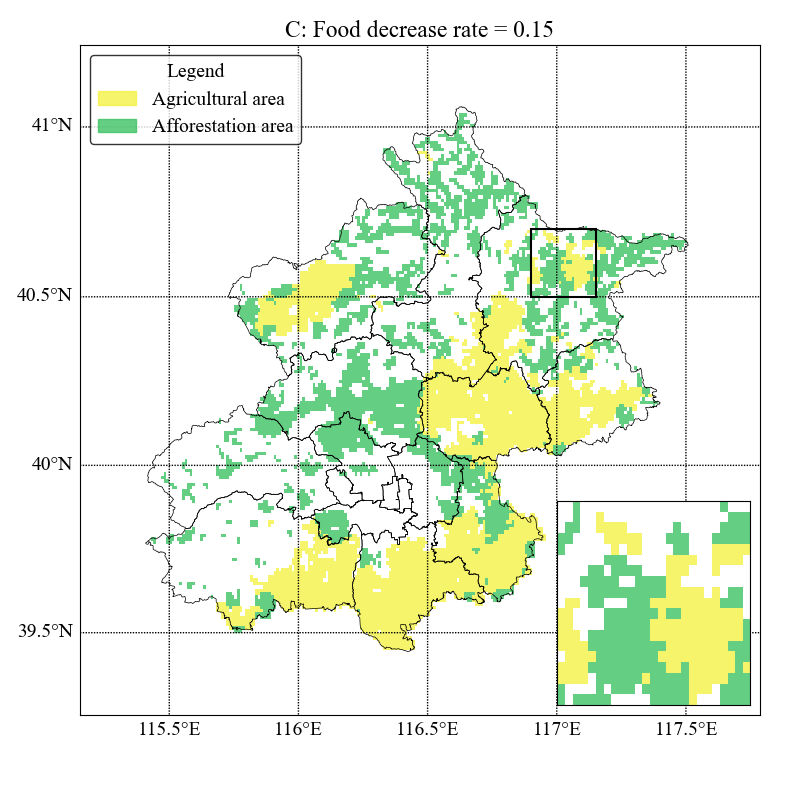 C: Food decrease rate = 0.15
Legend
Agricultural area
Afforestation area
41°N
40.5°N
40°N
39.5°N
115.5°E 116°E 116.5°E 117°E 117.5°E